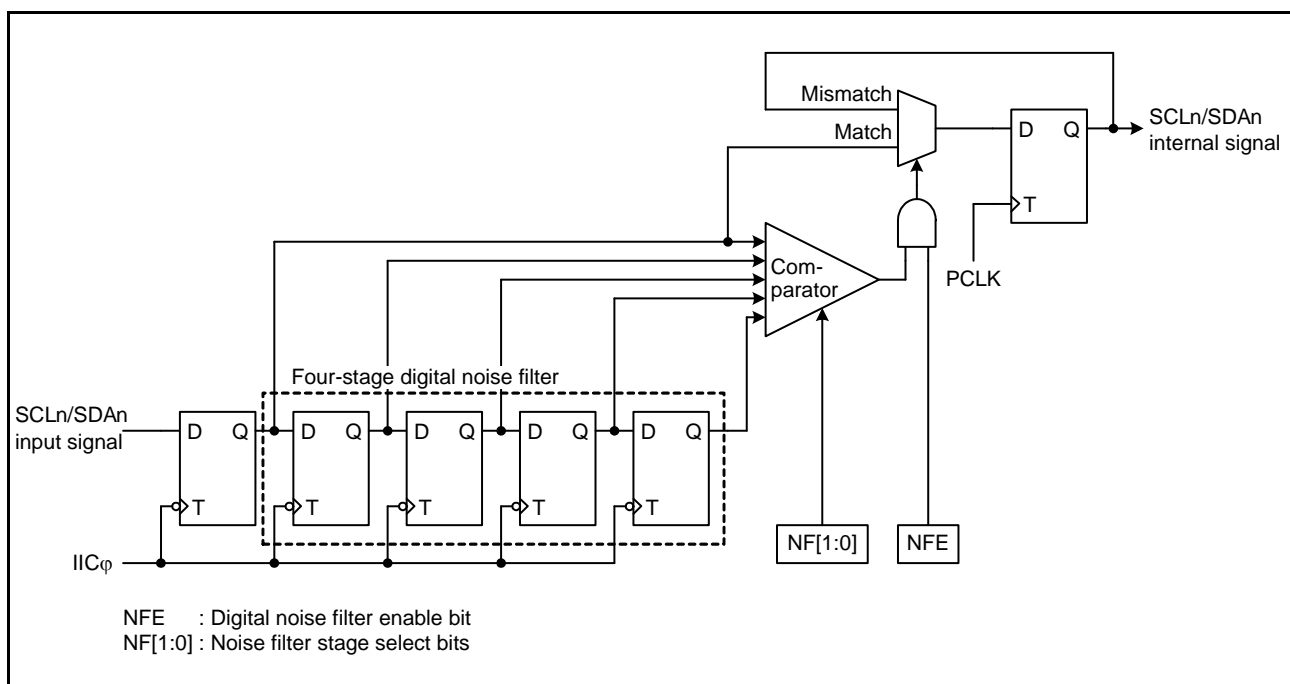 Mismatch
Match
D Q
T
SCLn/SDAn
internal signal
PCLK
Com-
parator
Four-stage digital noise filter
SCLn/SDAn
input signal
D Q D Q D Q D Q D Q
T T T T T
NF[1:0] NFE
IICφ
NFE : Digital noise filter enable bit
NF[1:0] : Noise filter stage select bits